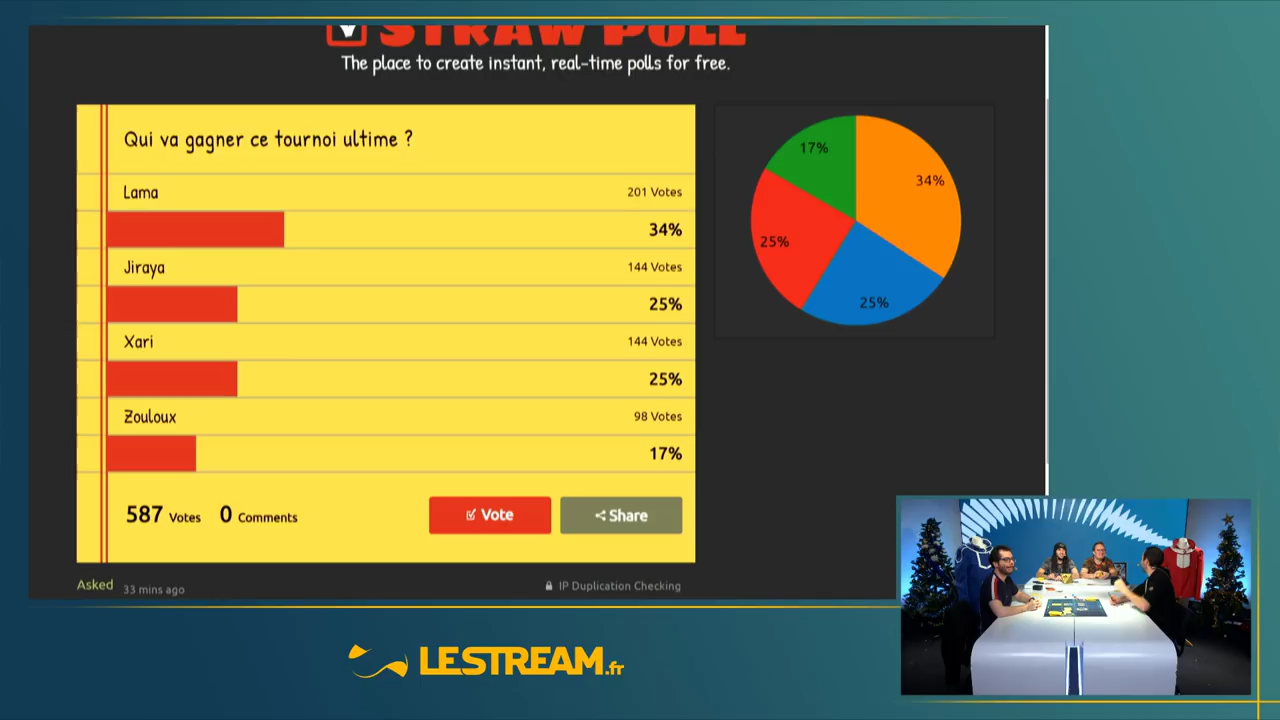 STRAW POLL
The place to create instant, real-time polls for free.
Qui va gagner ce tournoi ultime ?
Lama 201 Votes
34%
Jiraya 144 Votes
25%
Xari 144 Votes
25%
Zouloux 98 Votes
17%
587 Votes 0 Comments
Vote
Share
Asked 33 mins ago
IP Duplication Checking
17%
34%
25%
25%
LESTREAM.fr